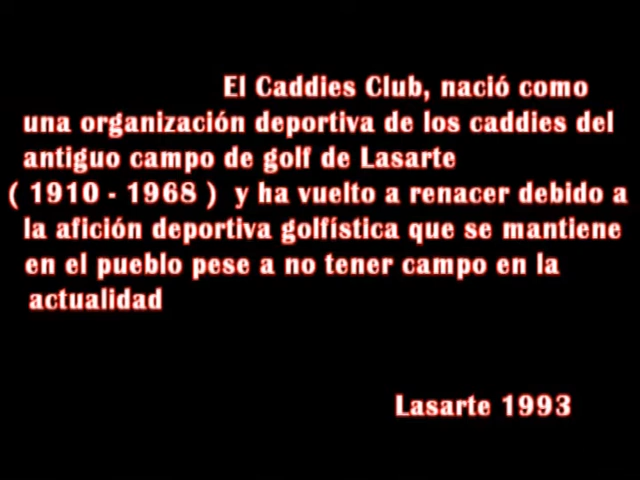 El Caddies Club, nació como
una organización deportiva de los caddies del
antiguo campo de golf de Lasarte
( 1910 - 1968 ) y ha vuelto a renacer debido a
la afición deportiva golfística que se mantiene
en el pueblo pese a no tener campo en la
actualidad
Lasarte 1993